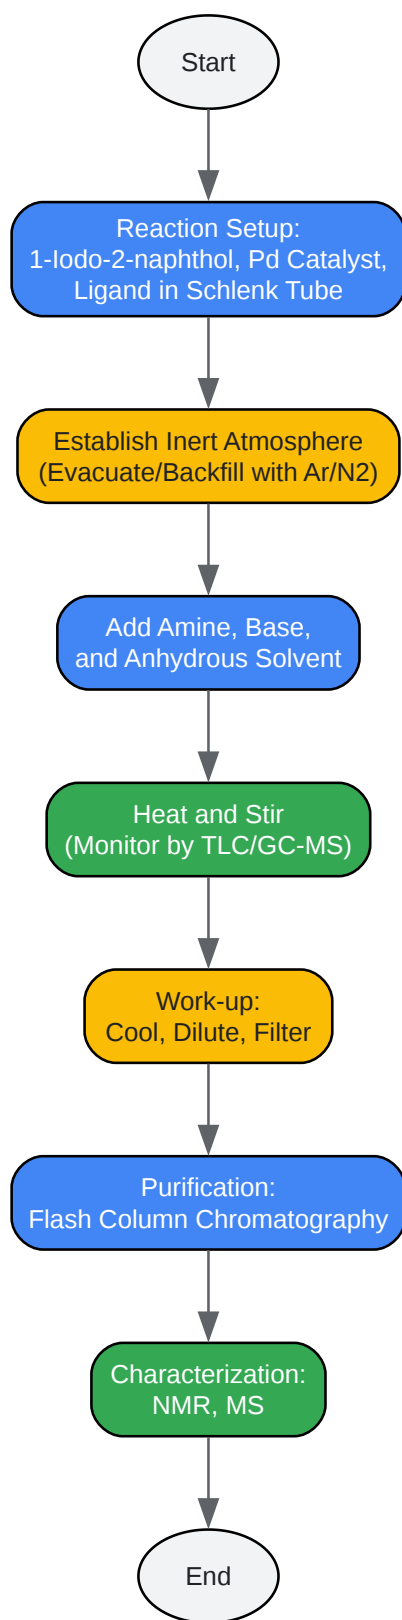 Start
Reaction Setup:
1-Iodo-2-naphthol, Pd Catalyst,
Ligand in Schlenk Tube
Establish Inert Atmosphere
(Evacuate/Backfill with Ar/N2)
Add Amine, Base,
and Anhydrous Solvent
Heat and Stir
(Monitor by TLC/GC-MS)
Work-up:
Cool, Dilute, Filter
Purification:
Flash Column Chromatography
Characterization:
NMR, MS
End